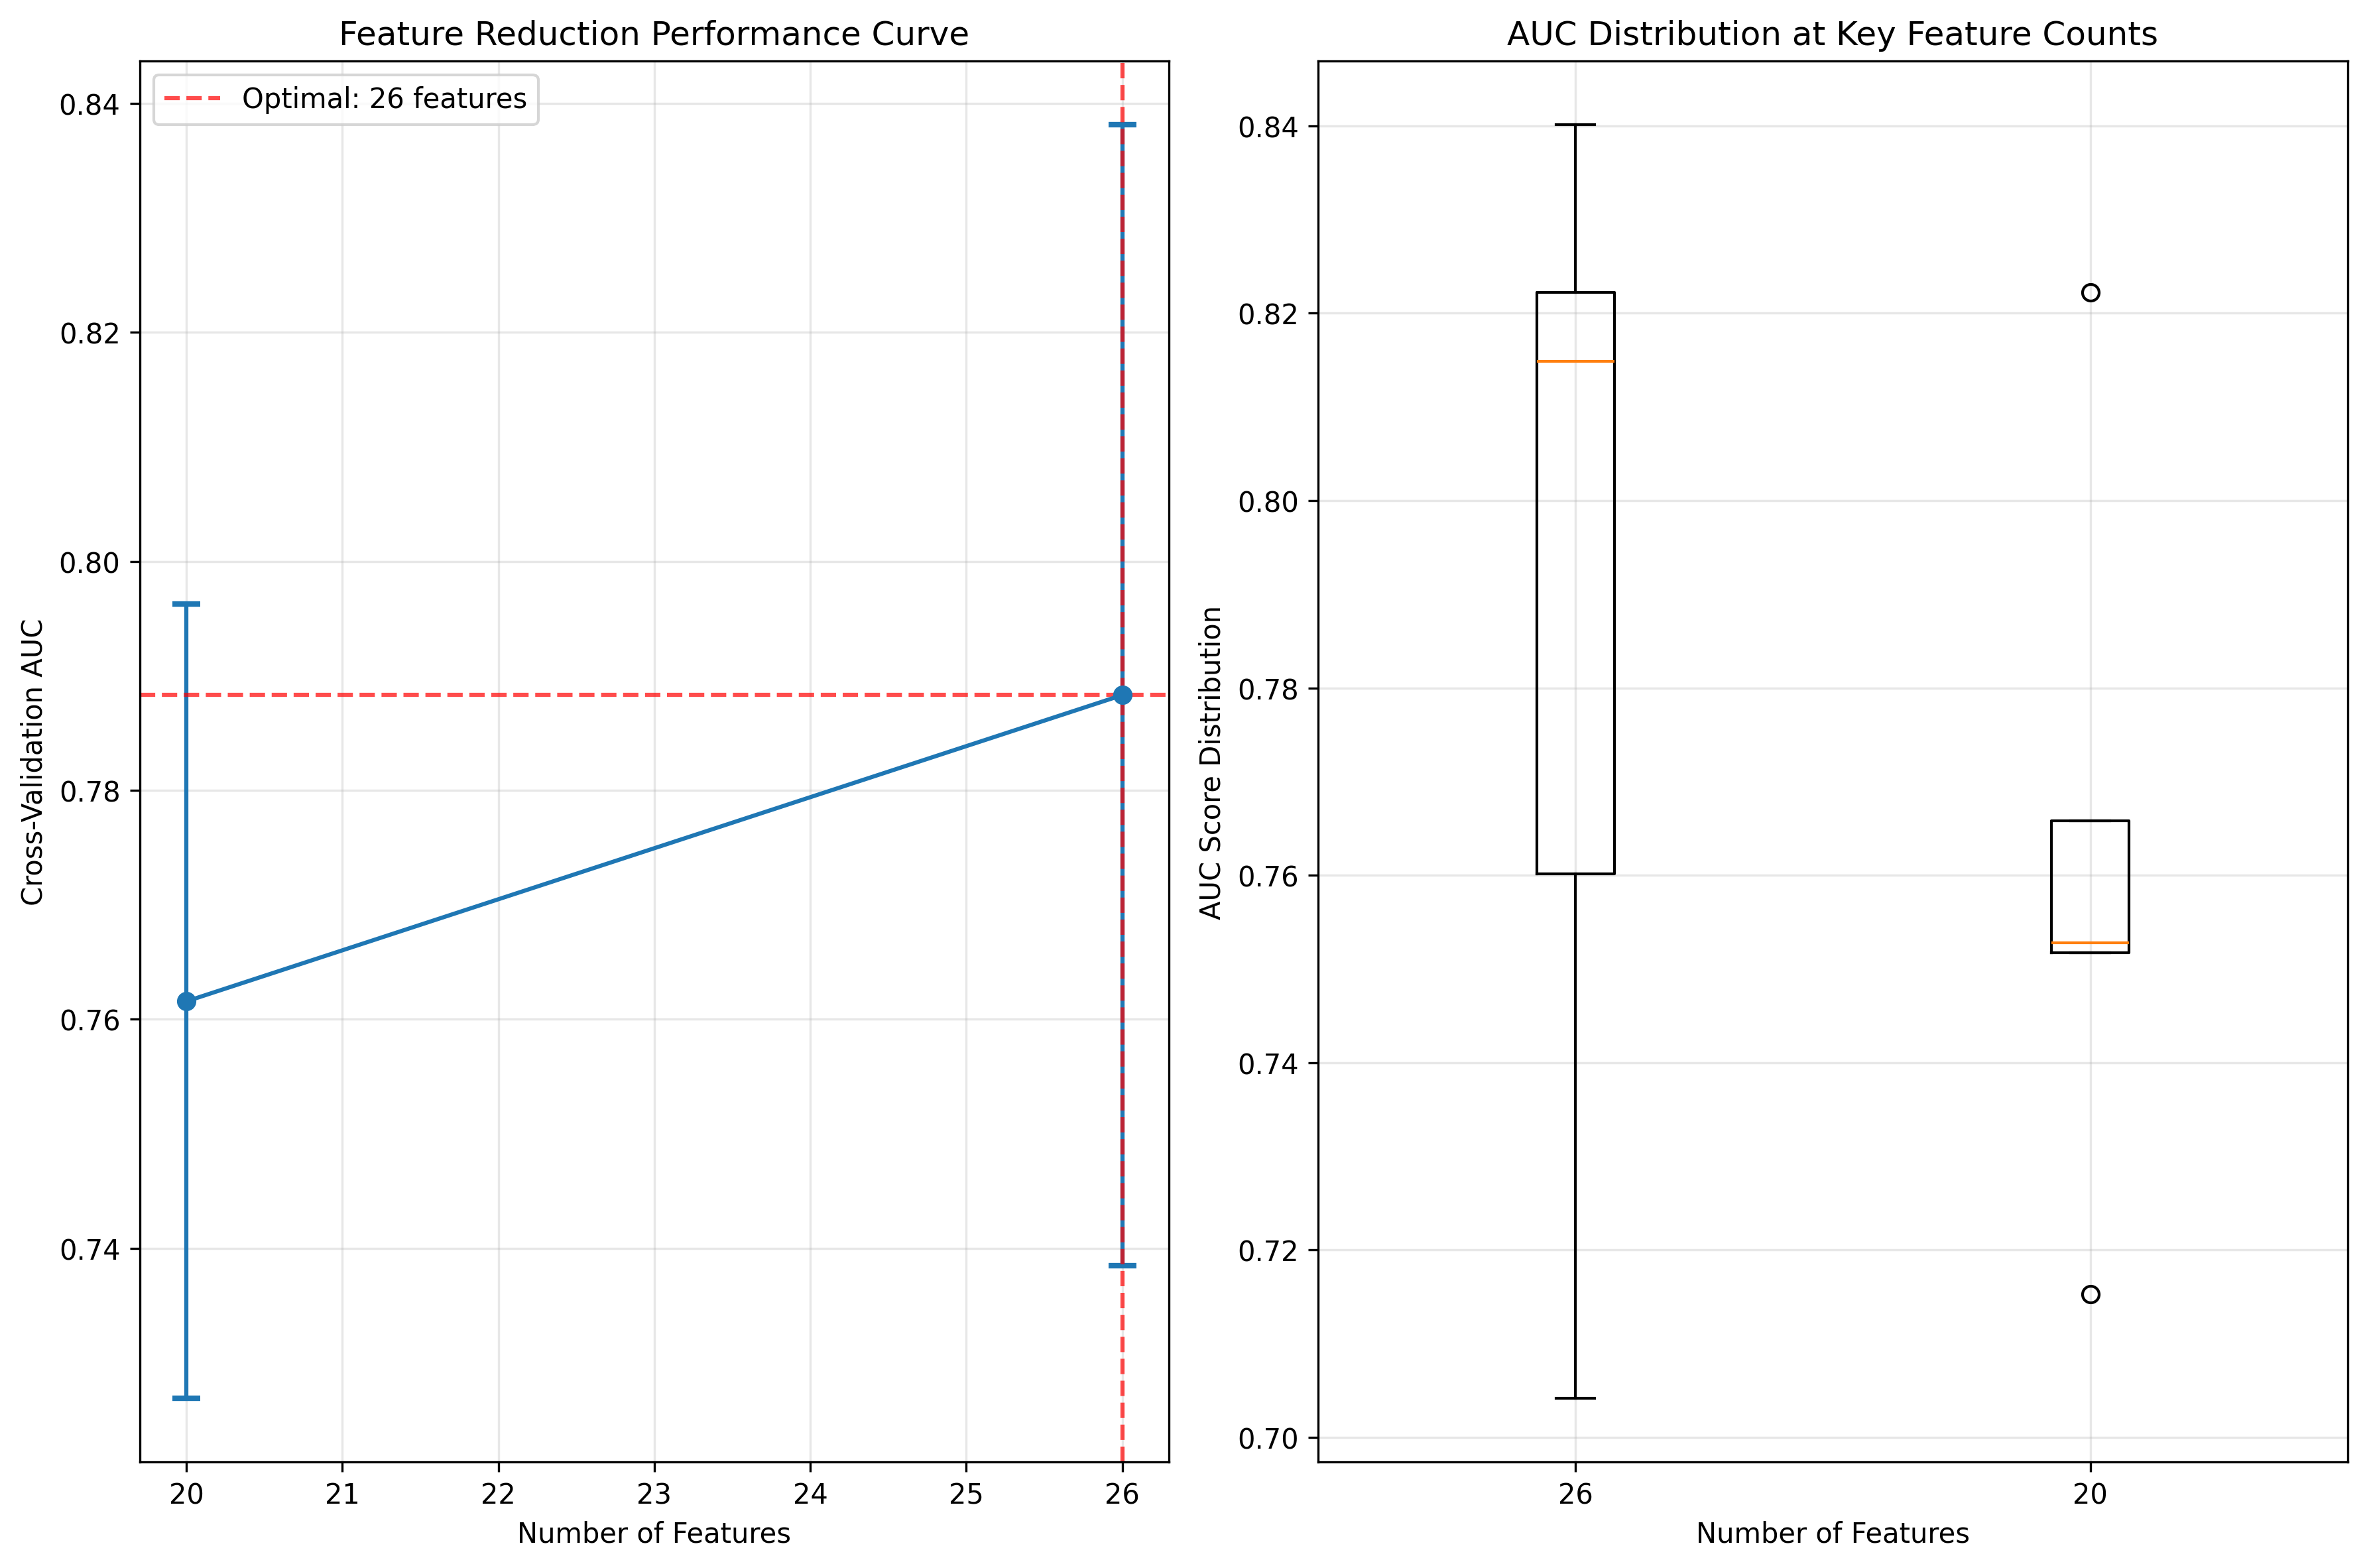 Feature Reduction Performance Curve
Optimal: 26 features
0.84
0.82
0.80
0.78
0.76
0.74
Cross-Validation AUC
20 21 22 23 24 25 26
Number of Features
AUC Distribution at Key Feature Counts
0.84
0.82
0.80
0.78
0.76
0.74
0.72
0.70
AUC Score Distribution
26 20
Number of Features